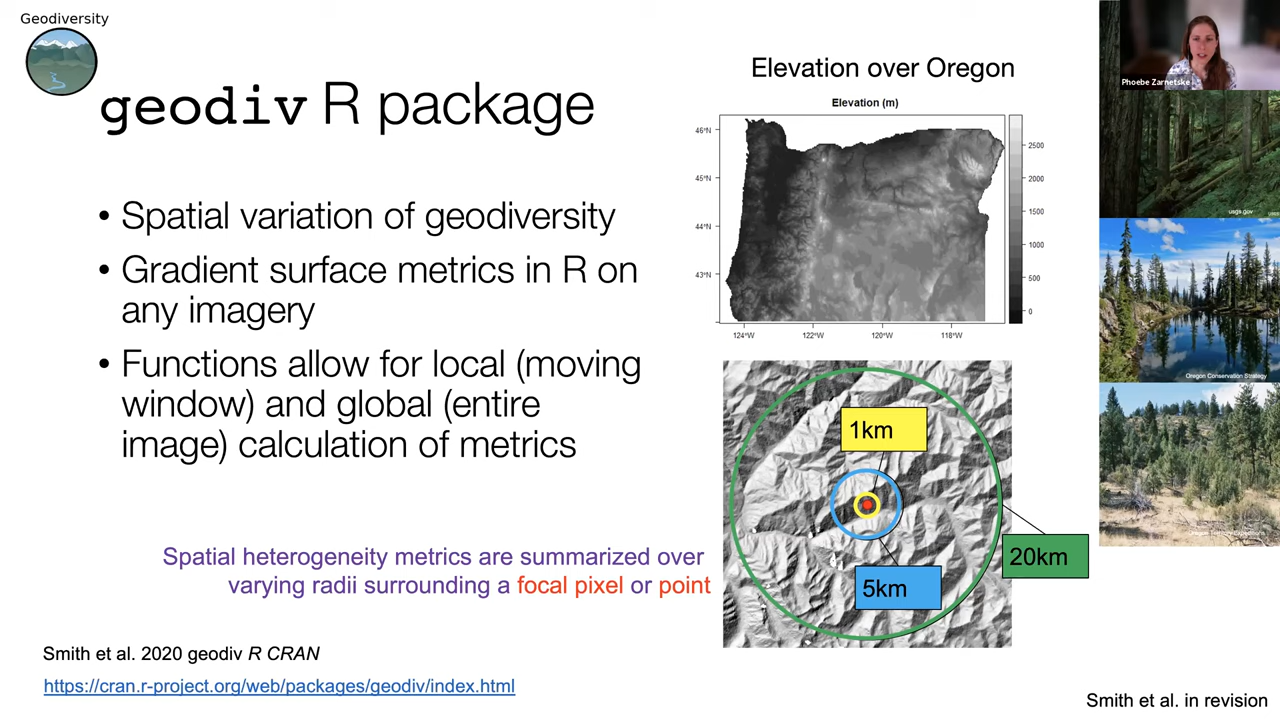 Geodiversity
geodiv R package
• Spatial variation of geodiversity
• Gradient surface metrics in R on
any imagery
• Functions allow for local (moving
window) and global (entire
image) calculation of metrics
Spatial heterogeneity metrics are summarized over
varying radii surrounding a focal pixel or point
Smith et al. 2020 geodiv R CRAN
https://cran.r-project.org/web/packages/geodiv/index.html
Elevation over Oregon
Elevation (m)
46°N
45°N
44°N
43°N
124°W 122°W 120°W 118°W
2500
2000
1500
1000
500
0
1km
5km
20km
Phoebe Zarnetske
usgs.gov
Oregon Conservation Strategy
Smith et al. in revision